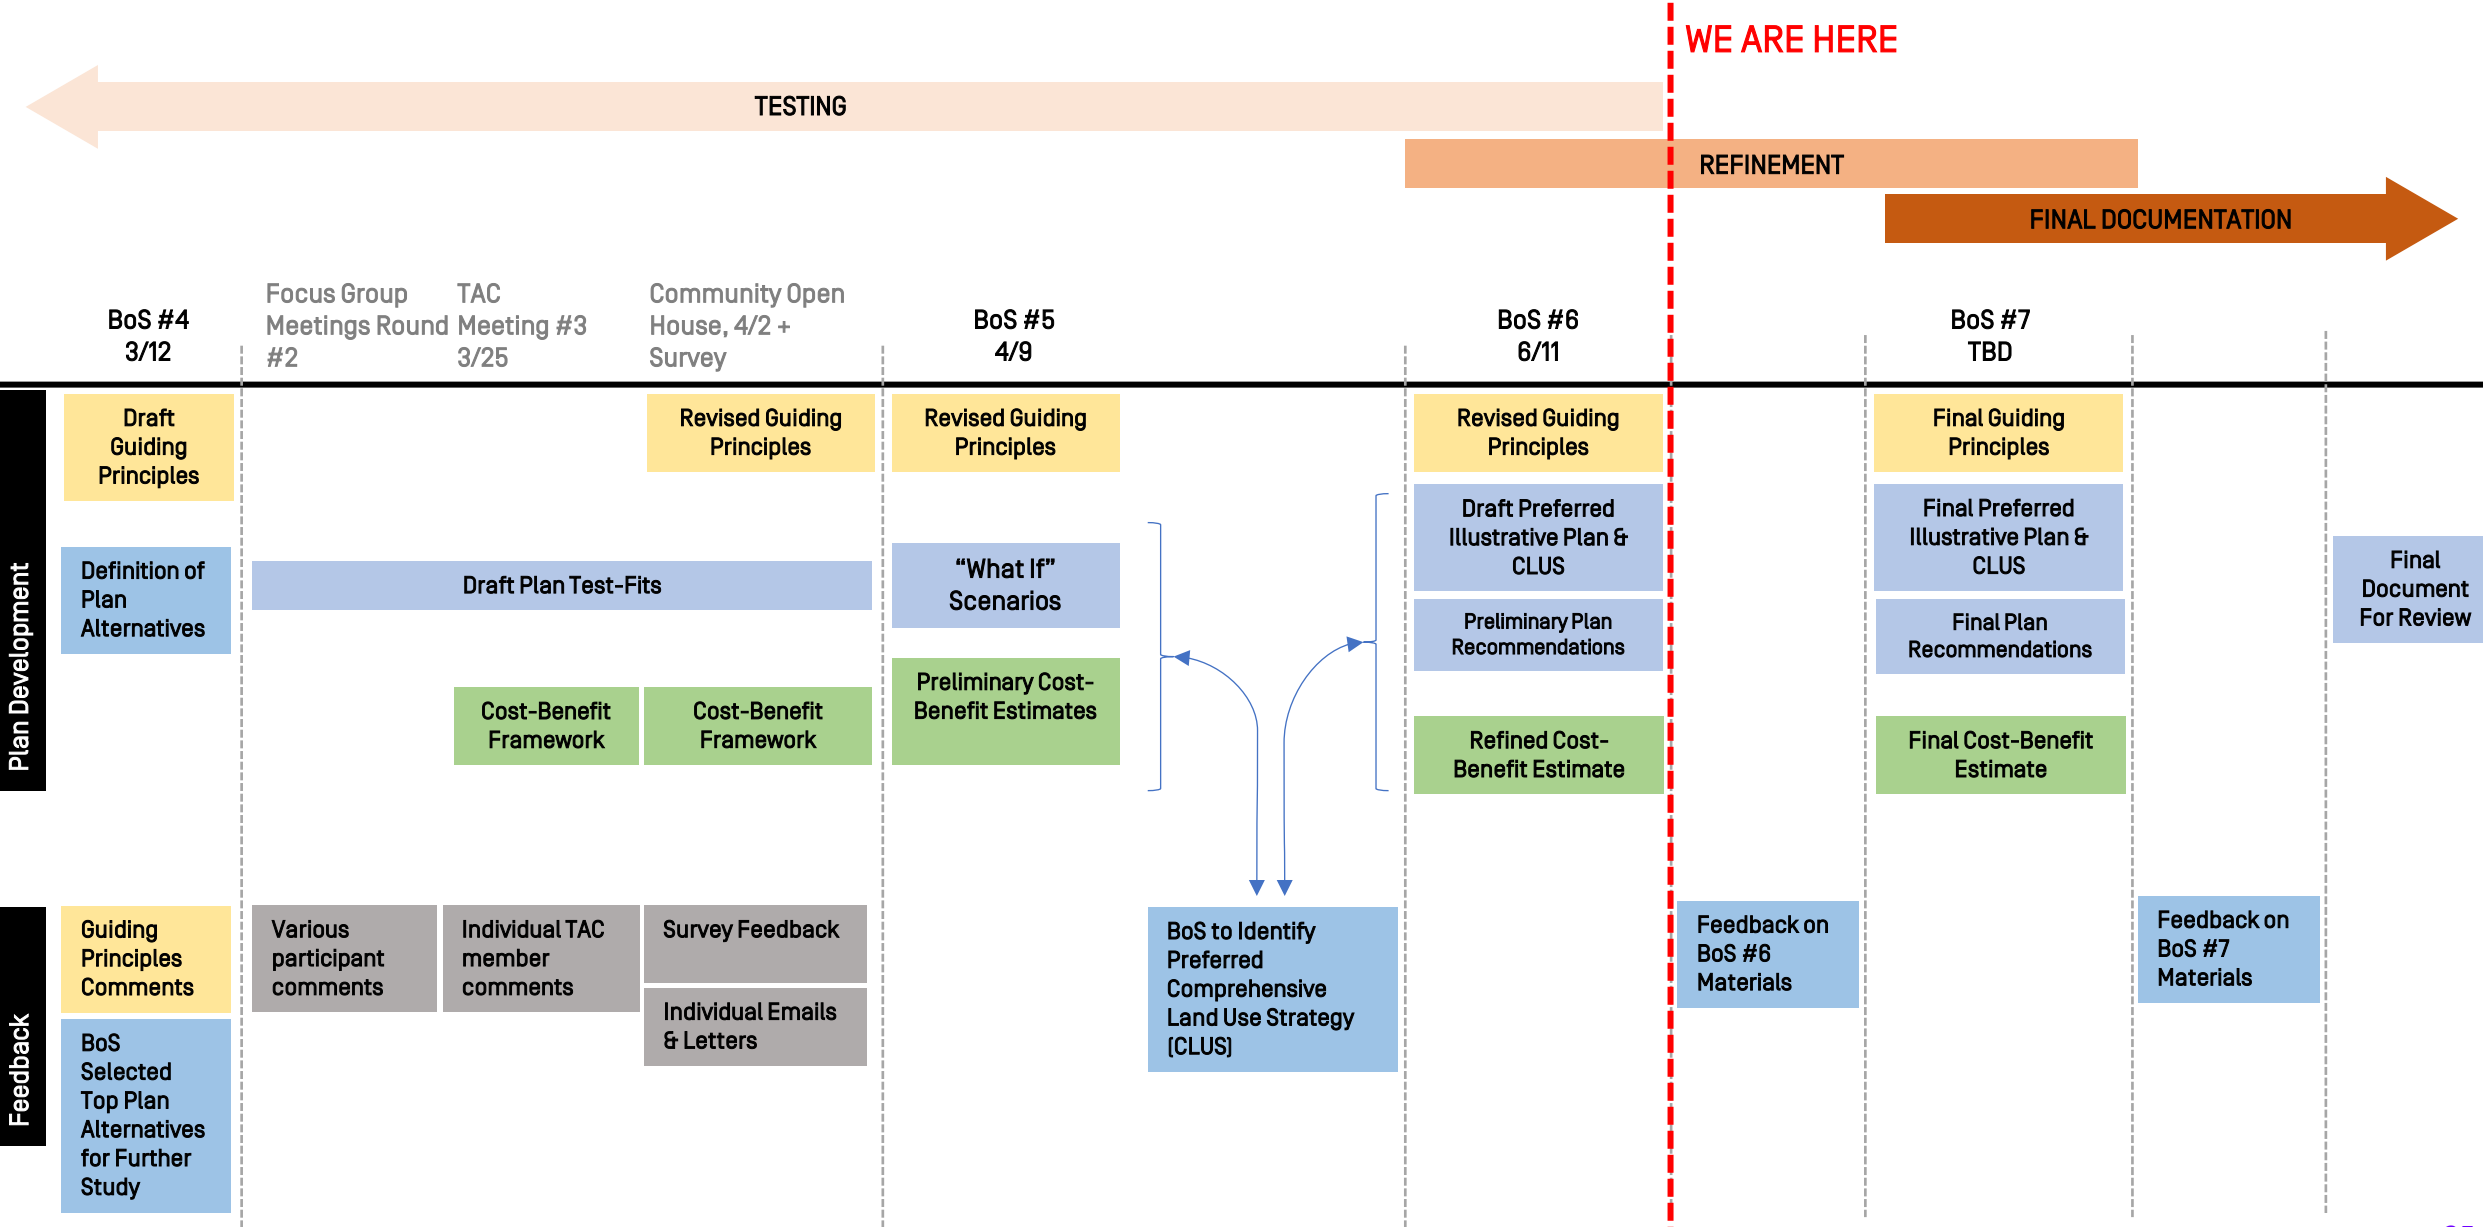 WE ARE HERE
TESTING
REFINEMENT
FINAL DOCUMENTATION
BoS #4
3/12
Focus Group
Meetings Round
#2
TAC
Meeting #3
3/25
Community Open
House, 4/2 +
Survey
BoS #5
4/9
BoS #6
6/11
BoS #7
TBD
Plan Development
Draft
Guiding
Principles
Revised Guiding
Principles
Revised Guiding
Principles
Revised Guiding
Principles
Final Guiding
Principles
Definition of
Plan
Alternatives
Draft Plan Test-Fits
“What If”
Scenarios
Draft Preferred
Illustrative Plan &
CLUS
Final Preferred
Illustrative Plan &
CLUS
Final
Document
For Review
Preliminary Plan
Recommendations
Final Plan
Recommendations
Cost-Benefit
Framework
Cost-Benefit
Framework
Preliminary Cost-
Benefit Estimates
Refined Cost-
Benefit Estimate
Final Cost-Benefit
Estimate
Feedback
Guiding
Principles
Comments
Various
participant
comments
Individual TAC
member
comments
Survey Feedback
Individual Emails
& Letters
BoS to Identify
Preferred
Comprehensive
Land Use Strategy
(CLUS)
Feedback on
BoS #6
Materials
Feedback on
BoS #7
Materials
BoS
Selected
Top Plan
Alternatives
for Further
Study